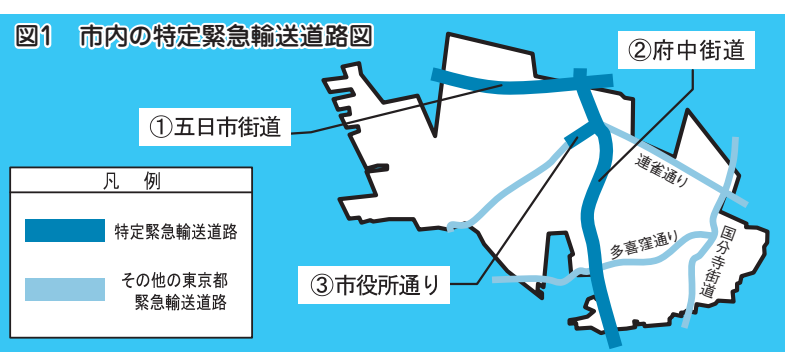 図1 市内の特定緊急輸送道路図
②府中街道
①五日市街道
連雀通り
凡 例
特定緊急輸送道路
その他の東京都
緊急輸送道路
多喜窪通り
国分寺街道
③市役所通り